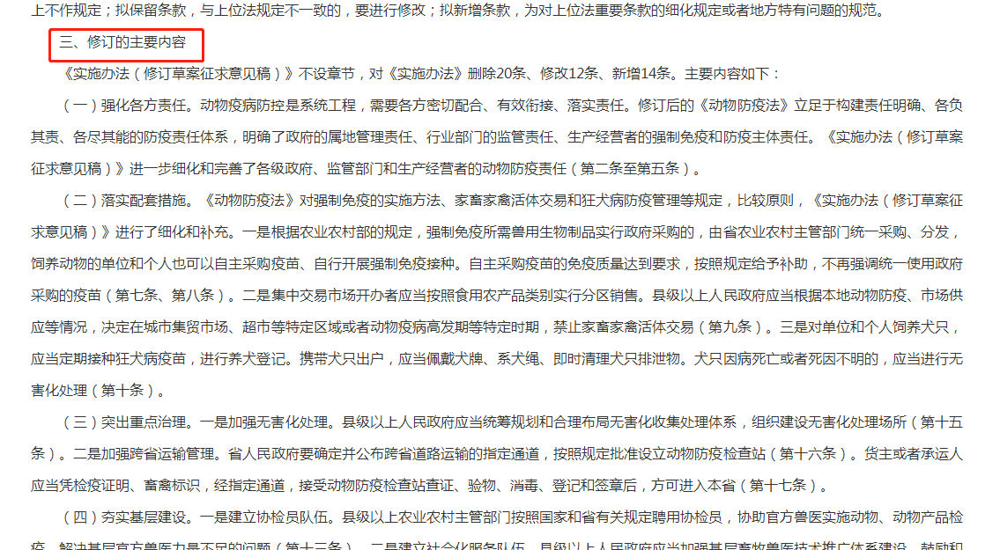 上不作规定；拟保留条款，与上位法规定不一致的，要进行修改；拟新增条款，为对上位法重要条款的细化规定或者地方特有问题的规范。
三、修订的主要内容
《实施办法（修订草案征求意见稿）》不设章节，对《实施办法》删除20条、修改12条、新增14条。主要内容如下：
（一）强化各方责任。动物疫病防控是系统工程，需要各方密切配合、有效衔接、落实责任。修订后的《动物防疫法》立足于构建责任明确、各负
其责、各尽其能的防疫责任体系，明确了政府的属地管理责任、行业部门的监管责任、生产经营者的强制免疫和防疫主体责任。《实施办法（修订草案
征求意见稿）》进一步细化和完善了各级政府、监管部门和生产经营者的动物防疫责任（第二条至第五条）。
（二）落实配套措施。《动物防疫法》对强制免疫的实施方法、家畜家禽活体交易和狂犬病防疫管理等规定，比较原则，《实施办法（修订草案征
求意见稿）》进行了细化和补充。一是根据农业农村部的规定，强制免疫所需兽用生物制品实行政府采购的，由省农业农村主管部门统一采购、分发，
饲养动物的单位和个人也可以自主采购疫苗、自行开展强制免疫接种。自主采购疫苗的免疫质量达到要求，按照规定给予补助，不再强调统一使用政府
采购的疫苗（第七条、第八条）。二是集中交易市场开办者应当按照食用农产品类别实行分区销售。县级以上人民政府应当根据本地动物防疫、市场供
应等情况，决定在城市集贸市场、超市等特定区域或者动物疫病高发期等特定时期，禁止家畜家禽活体交易（第九条）。三是对单位和个人饲养犬只，
应当定期接种狂犬病疫苗，进行养犬登记。携带犬只出户，应当佩戴犬牌、系犬绳、即时清理犬只排泄物。犬只因病死亡或者死因不明的，应当进行无
害化处理（第十条）。
（三）突出重点治理。一是加强无害化处理。县级以上人民政府应当统筹规划和合理布局无害化收集处理体系，组织建设无害化处理场所（第十五
条）。二是加强跨省运输管理。省人民政府要确定并公布跨省道路运输的指定通道，按照规定批准设立动物防疫检查站（第十六条）。货主或者承运人
应当凭检疫证明、畜禽标识，经指定通道，接受动物防疫检查站查证、验物、消毒、登记和签章后，方可进入本省（第十七条）。
（四）夯实基层建设。一是建立协检员队伍。县级以上农业农村主管部门按照国家和省有关规定聘用协检员，协助官方兽医实施动物、动物产品检
疫，解决基层官方兽医力量不足的问题（第十三条）。二是建立社会化服务队伍。县级以上人民政府应当加强基层畜牧兽医技术推广体系建设，鼓励和